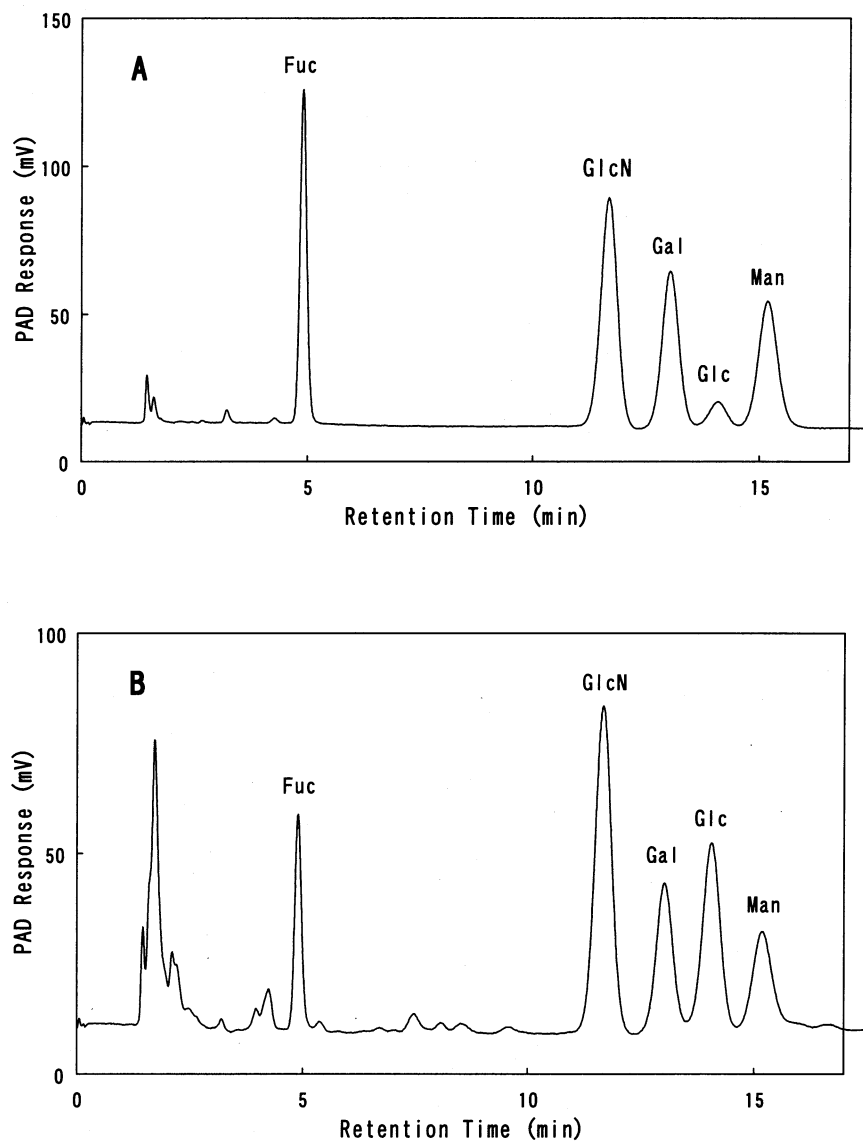 150
A
Fuc
GlcN
100
Gal
Man
50
Glc
0
PAD Response (mV)
0 5 10 15
Retention Time (min)
100
B
GlcN
Fuc
Glc
Gal
50
Man
0
PAD Response (mV)
0 5 10 15
Retention Time (min)